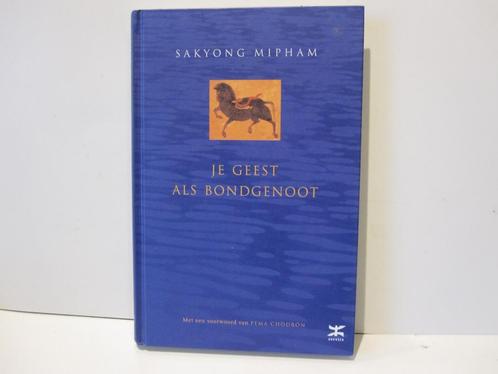 SAKYONG MIPHAM
JE GEEST
ALS BONDGENOOT
Met een voorwoord van PEMA CHÖDRÖN